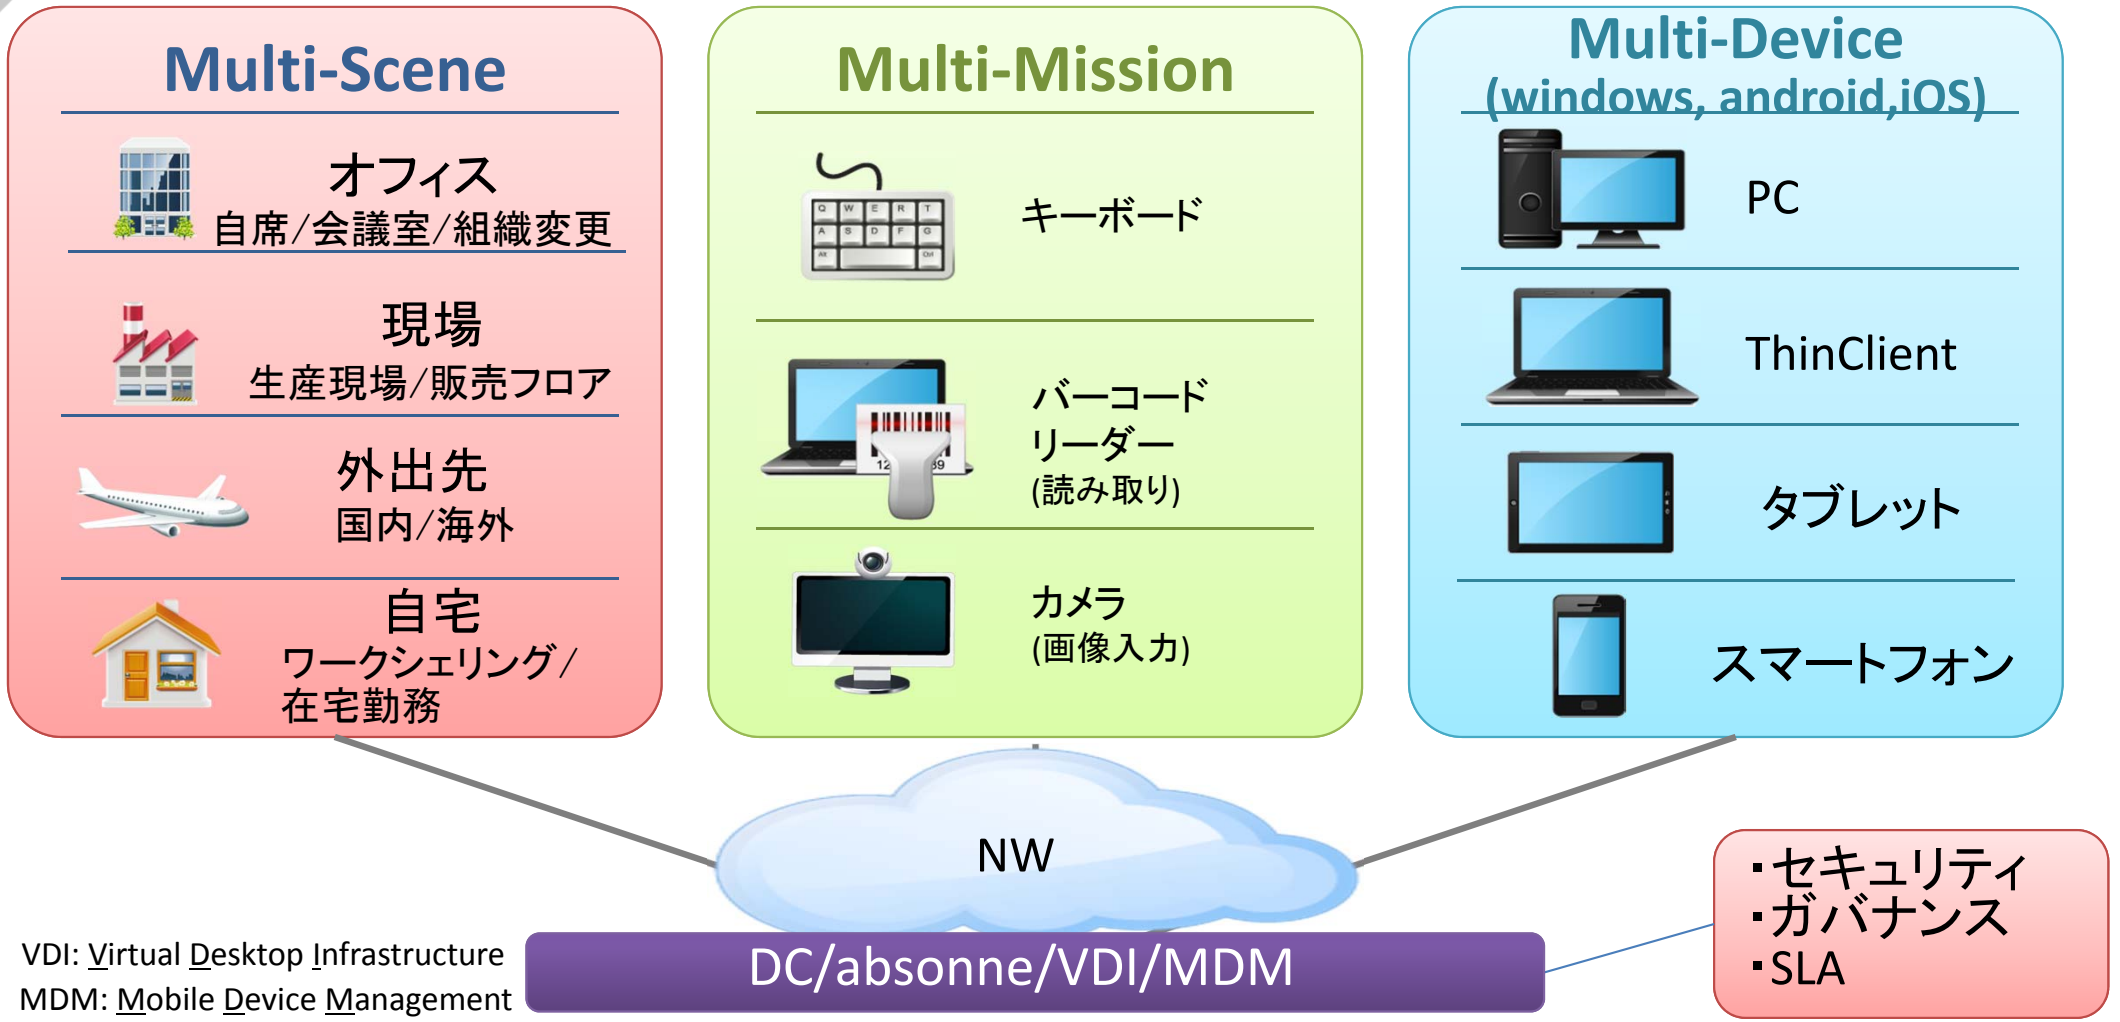 Multi-Scene
オフィス
自席/会議室/組織変更
現場
生産現場/販売フロア
外出先
国内/海外
自宅
ワークシェリング/
在宅勤務
Multi-Mission
Q W E R T
A S D F G
Alt Ctrl
キーボード
バーコード
リーダー
(読み取り)
カメラ
(画像入力)
Multi-Device
(windows, android,iOS)
PC
ThinClient
タブレット
スマートフォン
NW
DC/absonne/VDI/MDM
・セキュリティ
・ガバナンス
・SLA
VDI: Virtual Desktop Infrastructure
MDM: Mobile Device Management